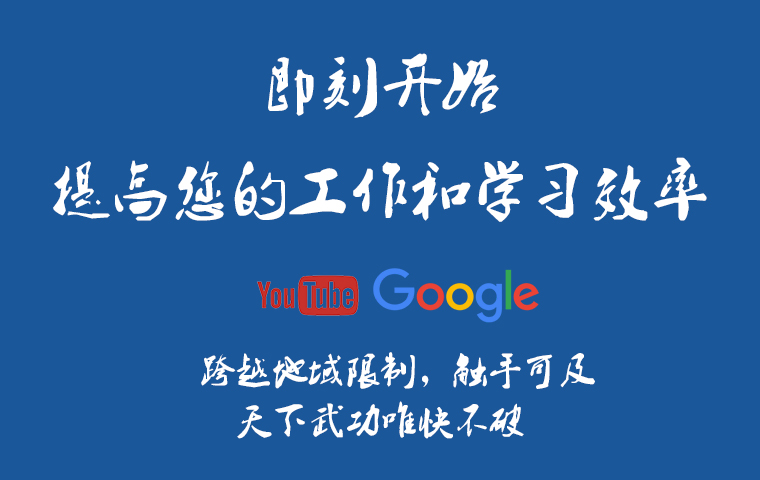 即刻开始
提高您的工作和学习效率
YouTube Google
跨越地域限制，触手可及
天下武功唯快不破